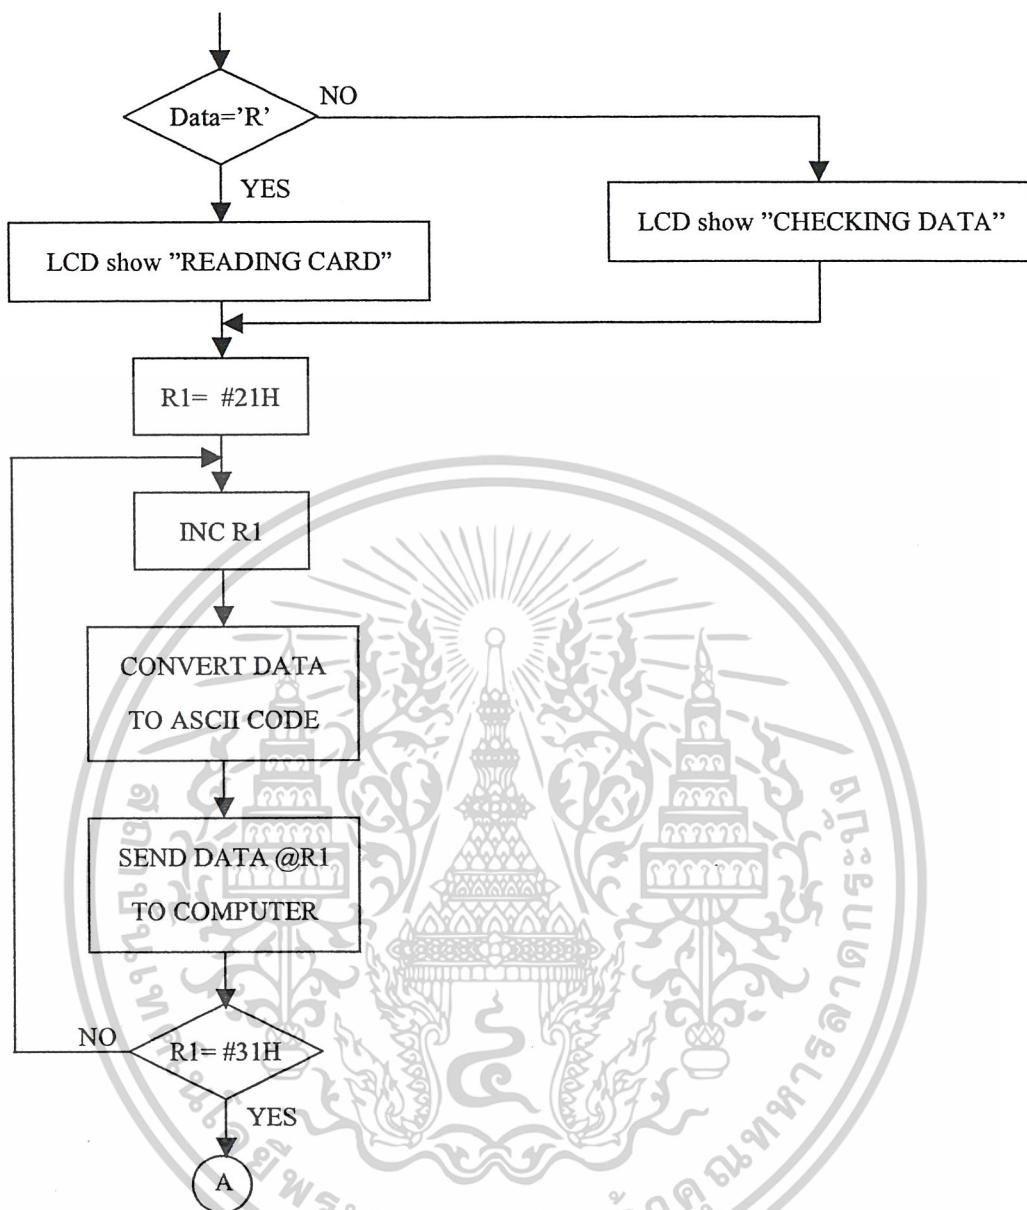 Data='R'
NO
YES
LCD show "READING CARD"
LCD show "CHECKING DATA"
R1= #21H
INC R1
CONVERT DATA
TO ASCII CODE
SEND DATA @R1
TO COMPUTER
R1= #31H
NO
YES
A